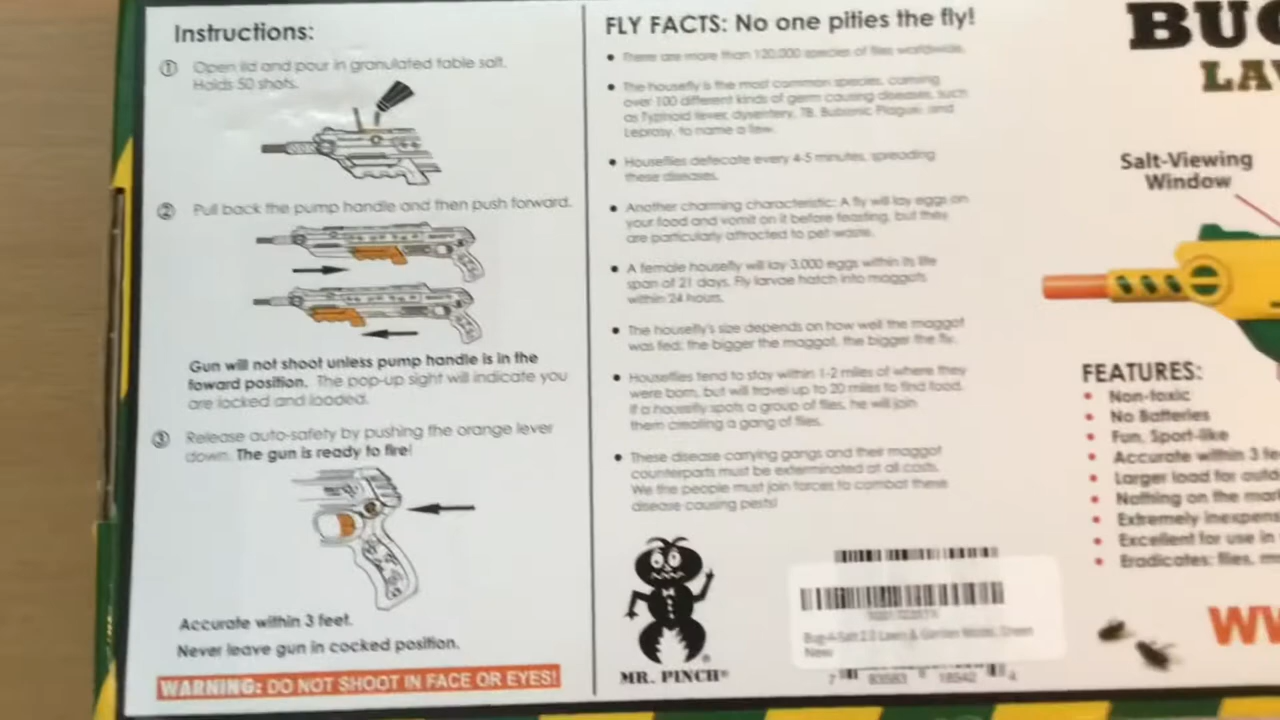 Instructions:
① Open lid and pour in granulated table salt.
Holds 50 shots.
② Pull back the pump handle and then push forward.
Gun will not shoot unless pump handle is in the
foward position. The pop-up sight will indicate you
are locked and loaded.
③ Release auto-safety by pushing the orange lever
down. The gun is ready to fire!
Accurate within 3 feet.
Never leave gun in cocked position.
WARNING: DO NOT SHOOT IN FACE OR EYES!
FLY FACTS: No one pities the fly!
• There are more than 120,000 species of flies worldwide.
• The housefly is the most common species, carrying
over 100 different kinds of germ causing diseases, such
as Typhoid fever, dysentery, TB, Bubonic Plague and
Leprosy, to name a few.
• Houseflies defecate every 4-5 minutes, spreading
these diseases.
• Another charming characteristic: A fly will lay eggs on
your food and vomit on it before feasting, but they
are particularly attracted to pet waste.
• A female housefly will lay 3,000 eggs within its life
span of 21 days. Fly larvae hatch into maggots
within 24 hours.
• The housefly's size depends on how well the maggot
was fed: the bigger the maggot, the bigger the fly.
• Houseflies tend to stay within 1-2 miles of where they
were born, but will travel up to 20 miles to find food.
If a housefly spots a group of flies, he will join
them creating a gang of flies.
• These disease carrying gangs and their maggot
counterparts must be exterminated at all costs.
We the people must join forces to combat these
disease causing pests!
MR. PINCH®
Bug-A-Salt 2.0 Lawn & Garden
New
BUG
LAW
Salt-Viewing
Window
FEATURES:
• Non-toxic
• No Batteries
• Fun, Sport-like
• Accurate within 3 fe
• Larger load for
• Nothing on the mar
• Extremely inexpens
• Excellent for use in
• Eradicates: flies, m
WW